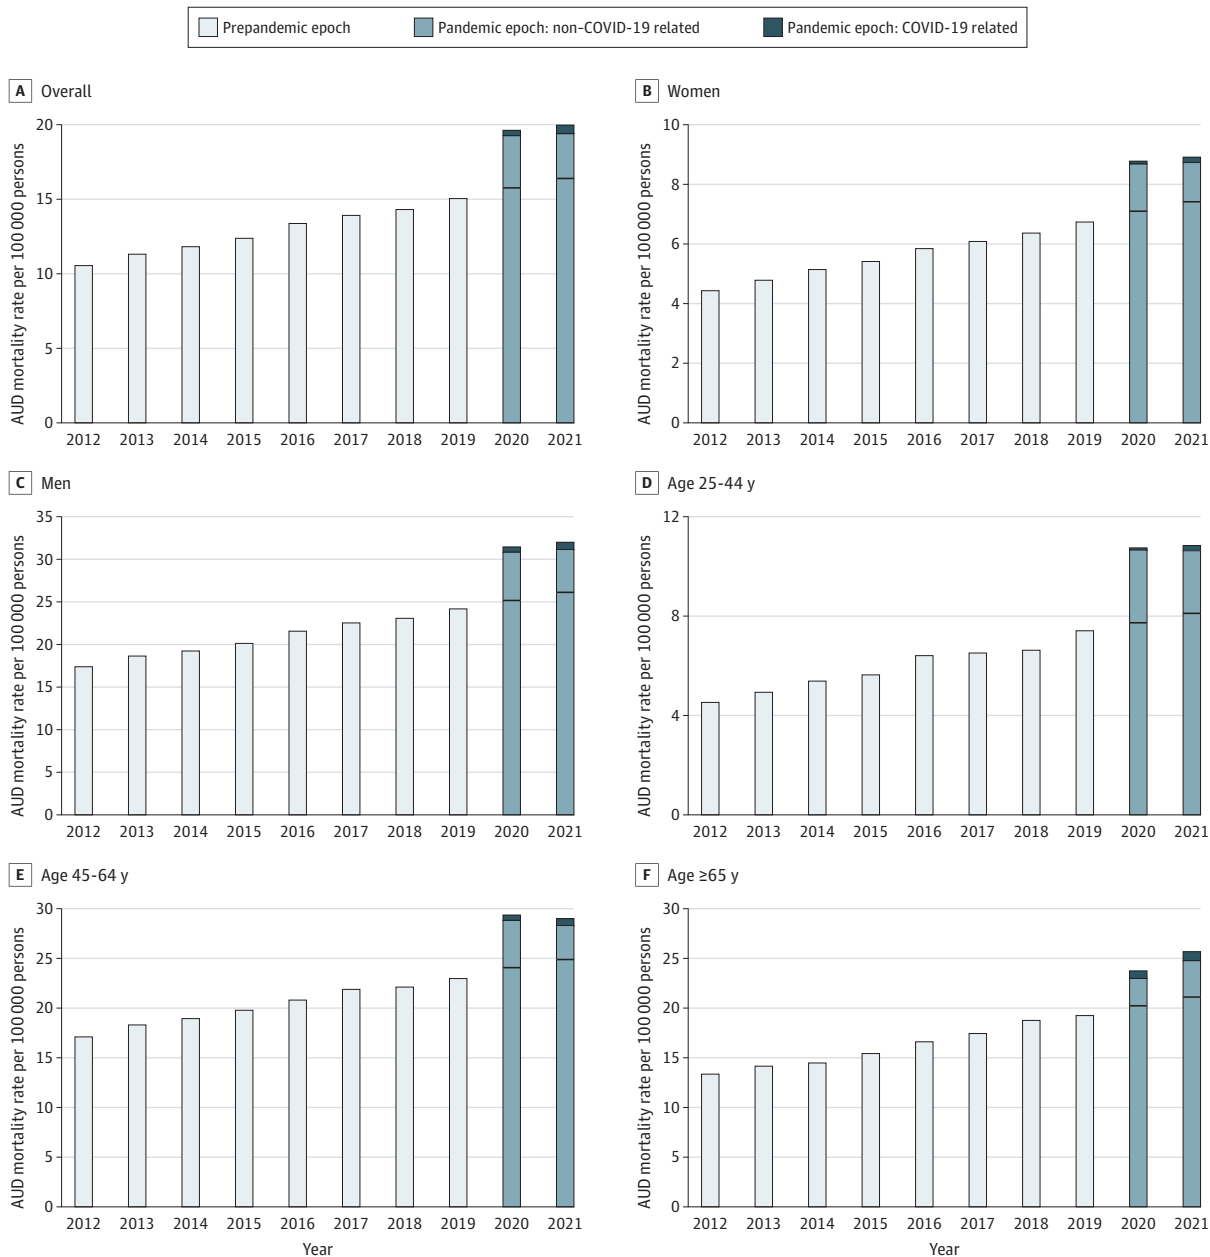 Prepandemic epoch
Pandemic epoch: non–COVID-19 related
Pandemic epoch: COVID-19 related
A Overall
AUD mortality rate per 100 000 persons
20
15
10
5
0
2012 2013 2014 2015 2016 2017 2018 2019 2020 2021
B Women
AUD mortality rate per 100 000 persons
10
8
6
4
2
0
2012 2013 2014 2015 2016 2017 2018 2019 2020 2021
C Men
AUD mortality rate per 100 000 persons
35
30
25
20
15
10
5
0
2012 2013 2014 2015 2016 2017 2018 2019 2020 2021
D Age 25-44 y
AUD mortality rate per 100 000 persons
12
8
4
0
2012 2013 2014 2015 2016 2017 2018 2019 2020 2021
E Age 45-64 y
AUD mortality rate per 100 000 persons
30
25
20
15
10
5
0
2012 2013 2014 2015 2016 2017 2018 2019 2020 2021
Year
F Age ≥65 y
AUD mortality rate per 100 000 persons
30
25
20
15
10
5
0
2012 2013 2014 2015 2016 2017 2018 2019 2020 2021
Year